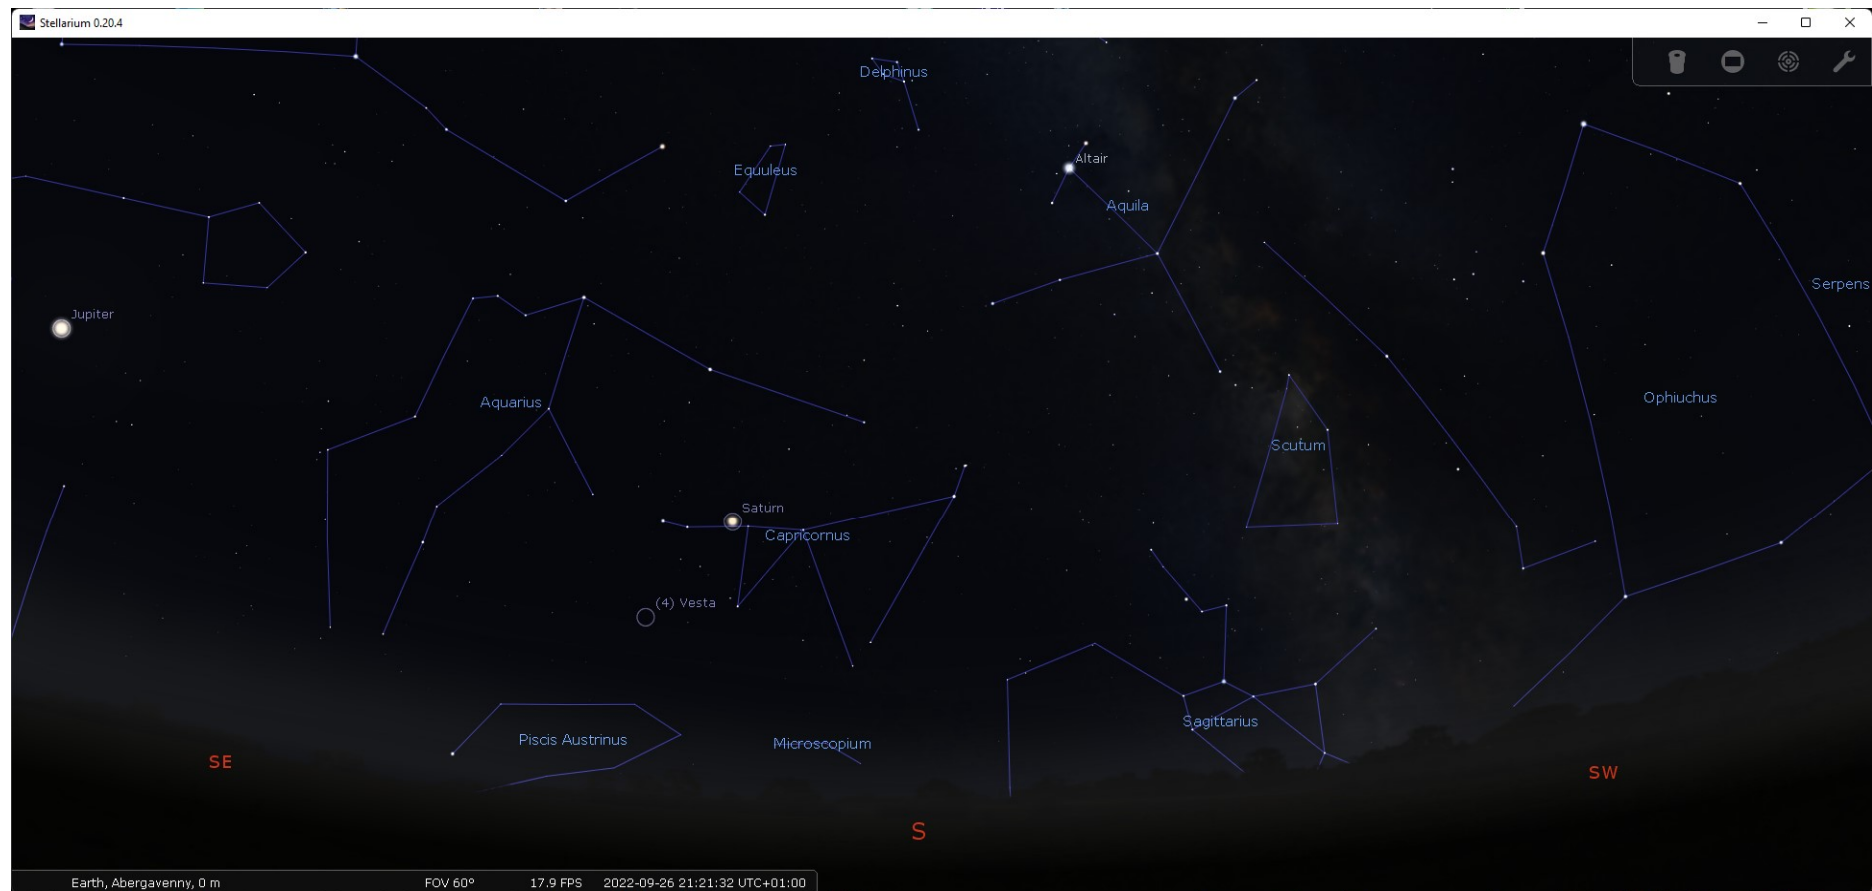 Stellarium 0.20.4
Delphinus
Altair
Equuleus
Aquila
Serpens
Jupiter
Ophiuchus
Aquarius
Scutum
Saturn
Capricornus
(4) Vesta
Sagittarius
Piscis Austrinus
Microscopium
SE
SW
S
Earth, Abergavenny, 0 m FOV 60° 17.9 FPS 2022-09-26 21:21:32 UTC+01:00